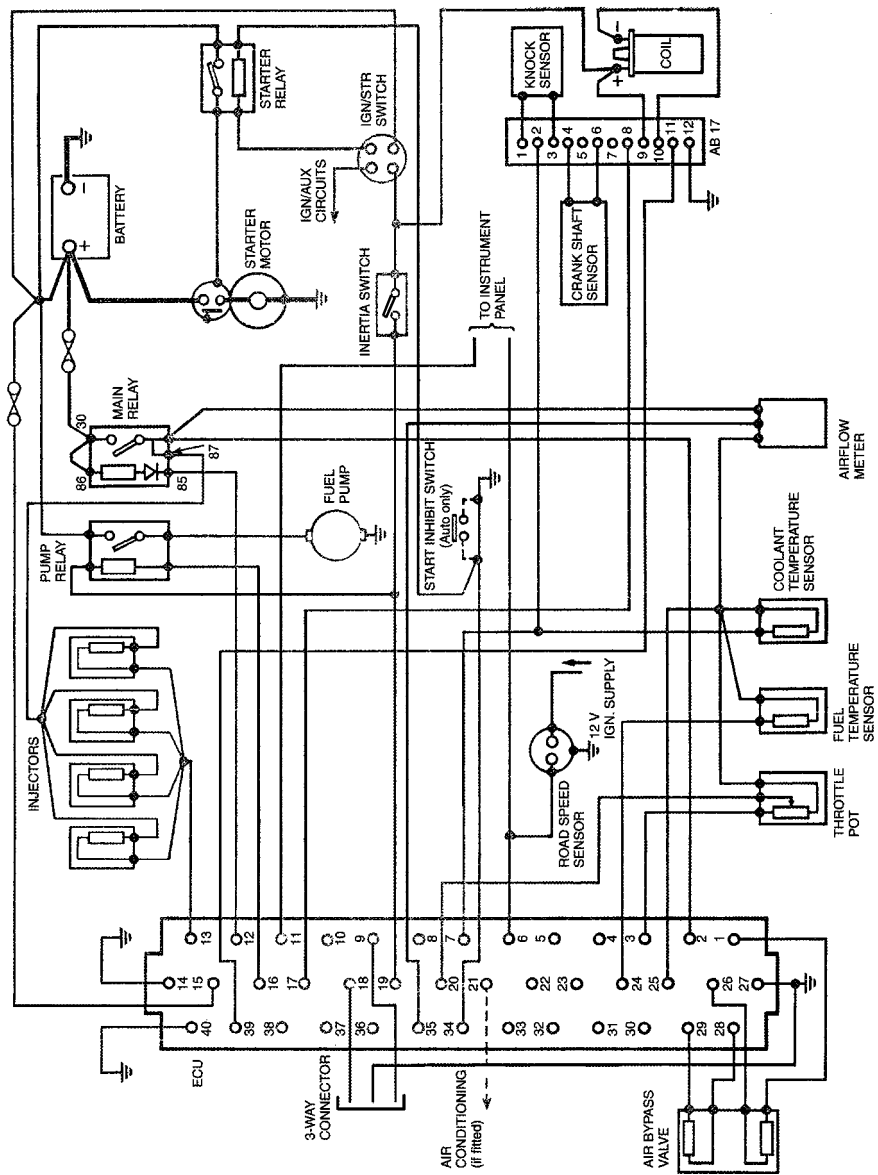 STARTER
RELAY
IGN/STR
SWITCH
IGN/AUX
CIRCUITS
BATTERY
+
-
STARTER
MOTOR
INERTIA SWITCH
TO INSTRUMENT
PANEL
KNOCK
SENSOR
CRANK SHAFT
SENSOR
COIL
+
-
1
2
3
4
5
6
7
8
9
10
11
12
AB 17
MAIN
RELAY
30
86
87
85
PUMP
RELAY
FUEL
PUMP
START INHIBIT SWITCH
(Auto only)
AIRFLOW
METER
COOLANT
TEMPERATURE
SENSOR
FUEL
TEMPERATURE
SENSOR
THROTTLE
POT
INJECTORS
12 V
IGN. SUPPLY
ROAD SPEED
SENSOR
13
12
11
10
9
8
7
6
5
4
3
2
1
14
15
16
17
18
19
20
21
22
23
24
25
26
27
40
39
38
37
36
35
34
33
32
31
30
29
28
ECU
3-WAY
CONNECTOR
AIR
CONDITIONING
(if fitted)
AIR BYPASS
VALVE